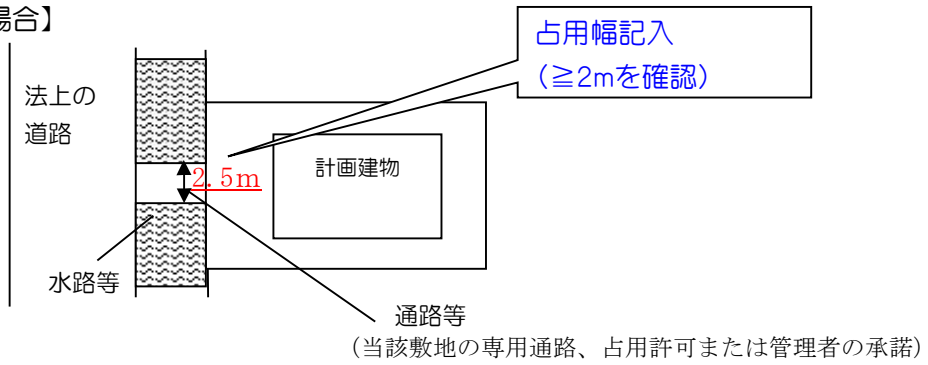 場合】
占用幅記入
(≧2mを確認)
法上の
道路
2.5m
計画建物
水路等
通路等
(当該敷地の専用通路、占用許可または管理者の承諾)